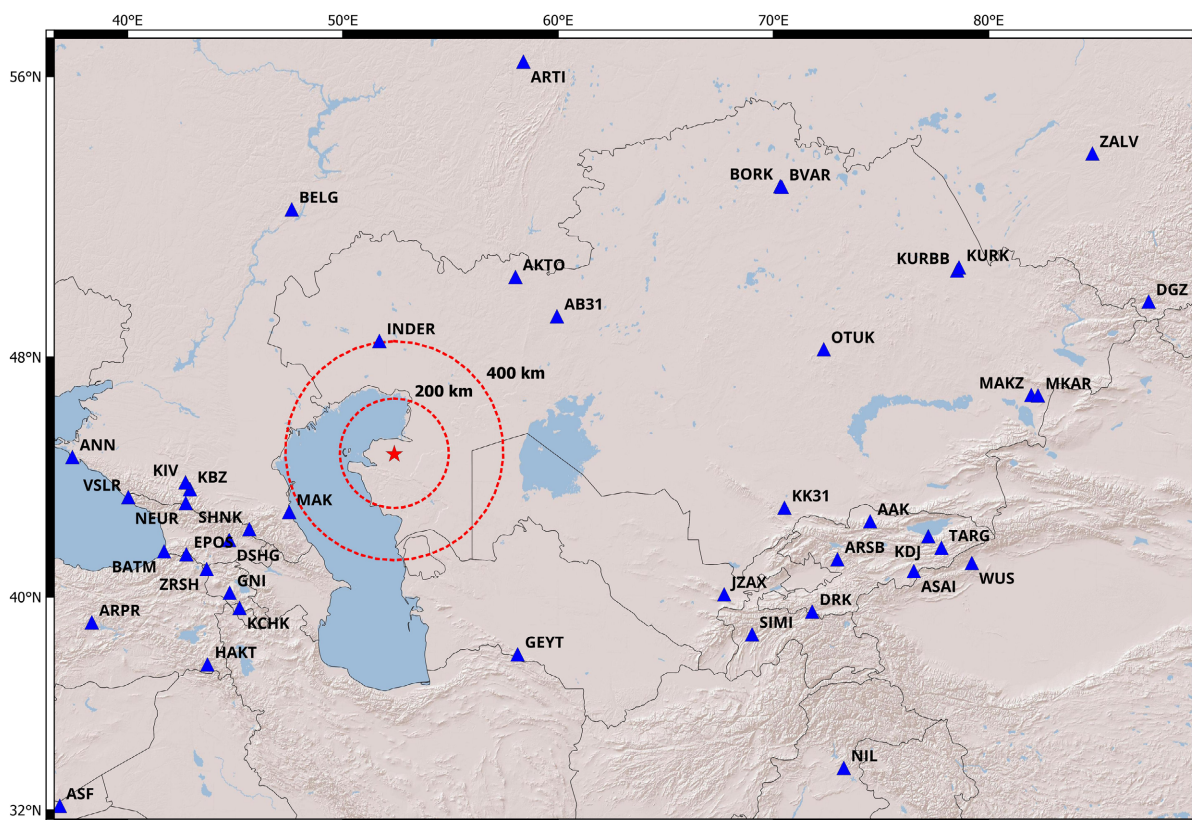 40°E 50°E 60°E 70°E 80°E
56°N
ARTI
ZALV
BORK BVAR
BELG
KURBB KURK
AKTO
DGZ
AB31
INDER
OTUK
48°N
400 km
200 km
MAKZ MKAR
ANN
KIV KBZ
VSLR
MAK
KK31
NEUR SHNK
AAK
EPOS
DSHG
TARG
KDJ
ARSB
BATM
WUS
ZRSH GNI
JZAX
ASAI
40°N
DRK
ARPR
KCHK
SIMI
GEYT
HAKT
NIL
ASF
32°N